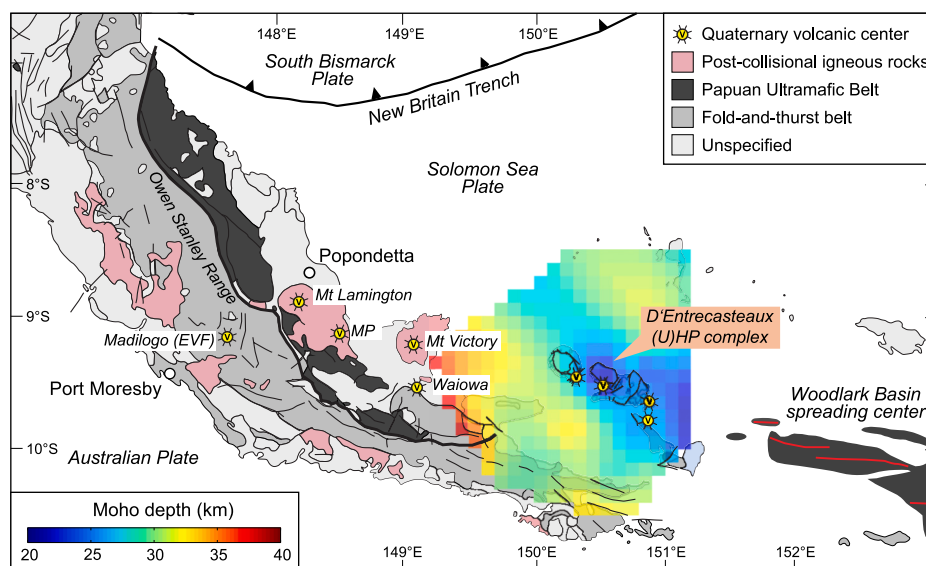 148°E
149°E
150°E
South Bismarck
Plate
New Britain Trench
Quaternary volcanic center
Post-collisional igneous rocks
Papuan Ultramafic Belt
Fold-and-thurst belt
Unspecified
8°S
Solomon Sea
Plate
Owen Stanley Range
Popondetta
Mt Lamington
9°S
Madilogo (EVF)
MP
Mt Victory
D'Entrecasteaux
(U)HP complex
Port Moresby
Waiowa
Woodlark Basin
spreading center
Australian Plate
10°S
Moho depth (km)
20
25
30
35
40
149°E
150°E
151°E
152°E
V
V
V
V
V
V
V
V
V
V